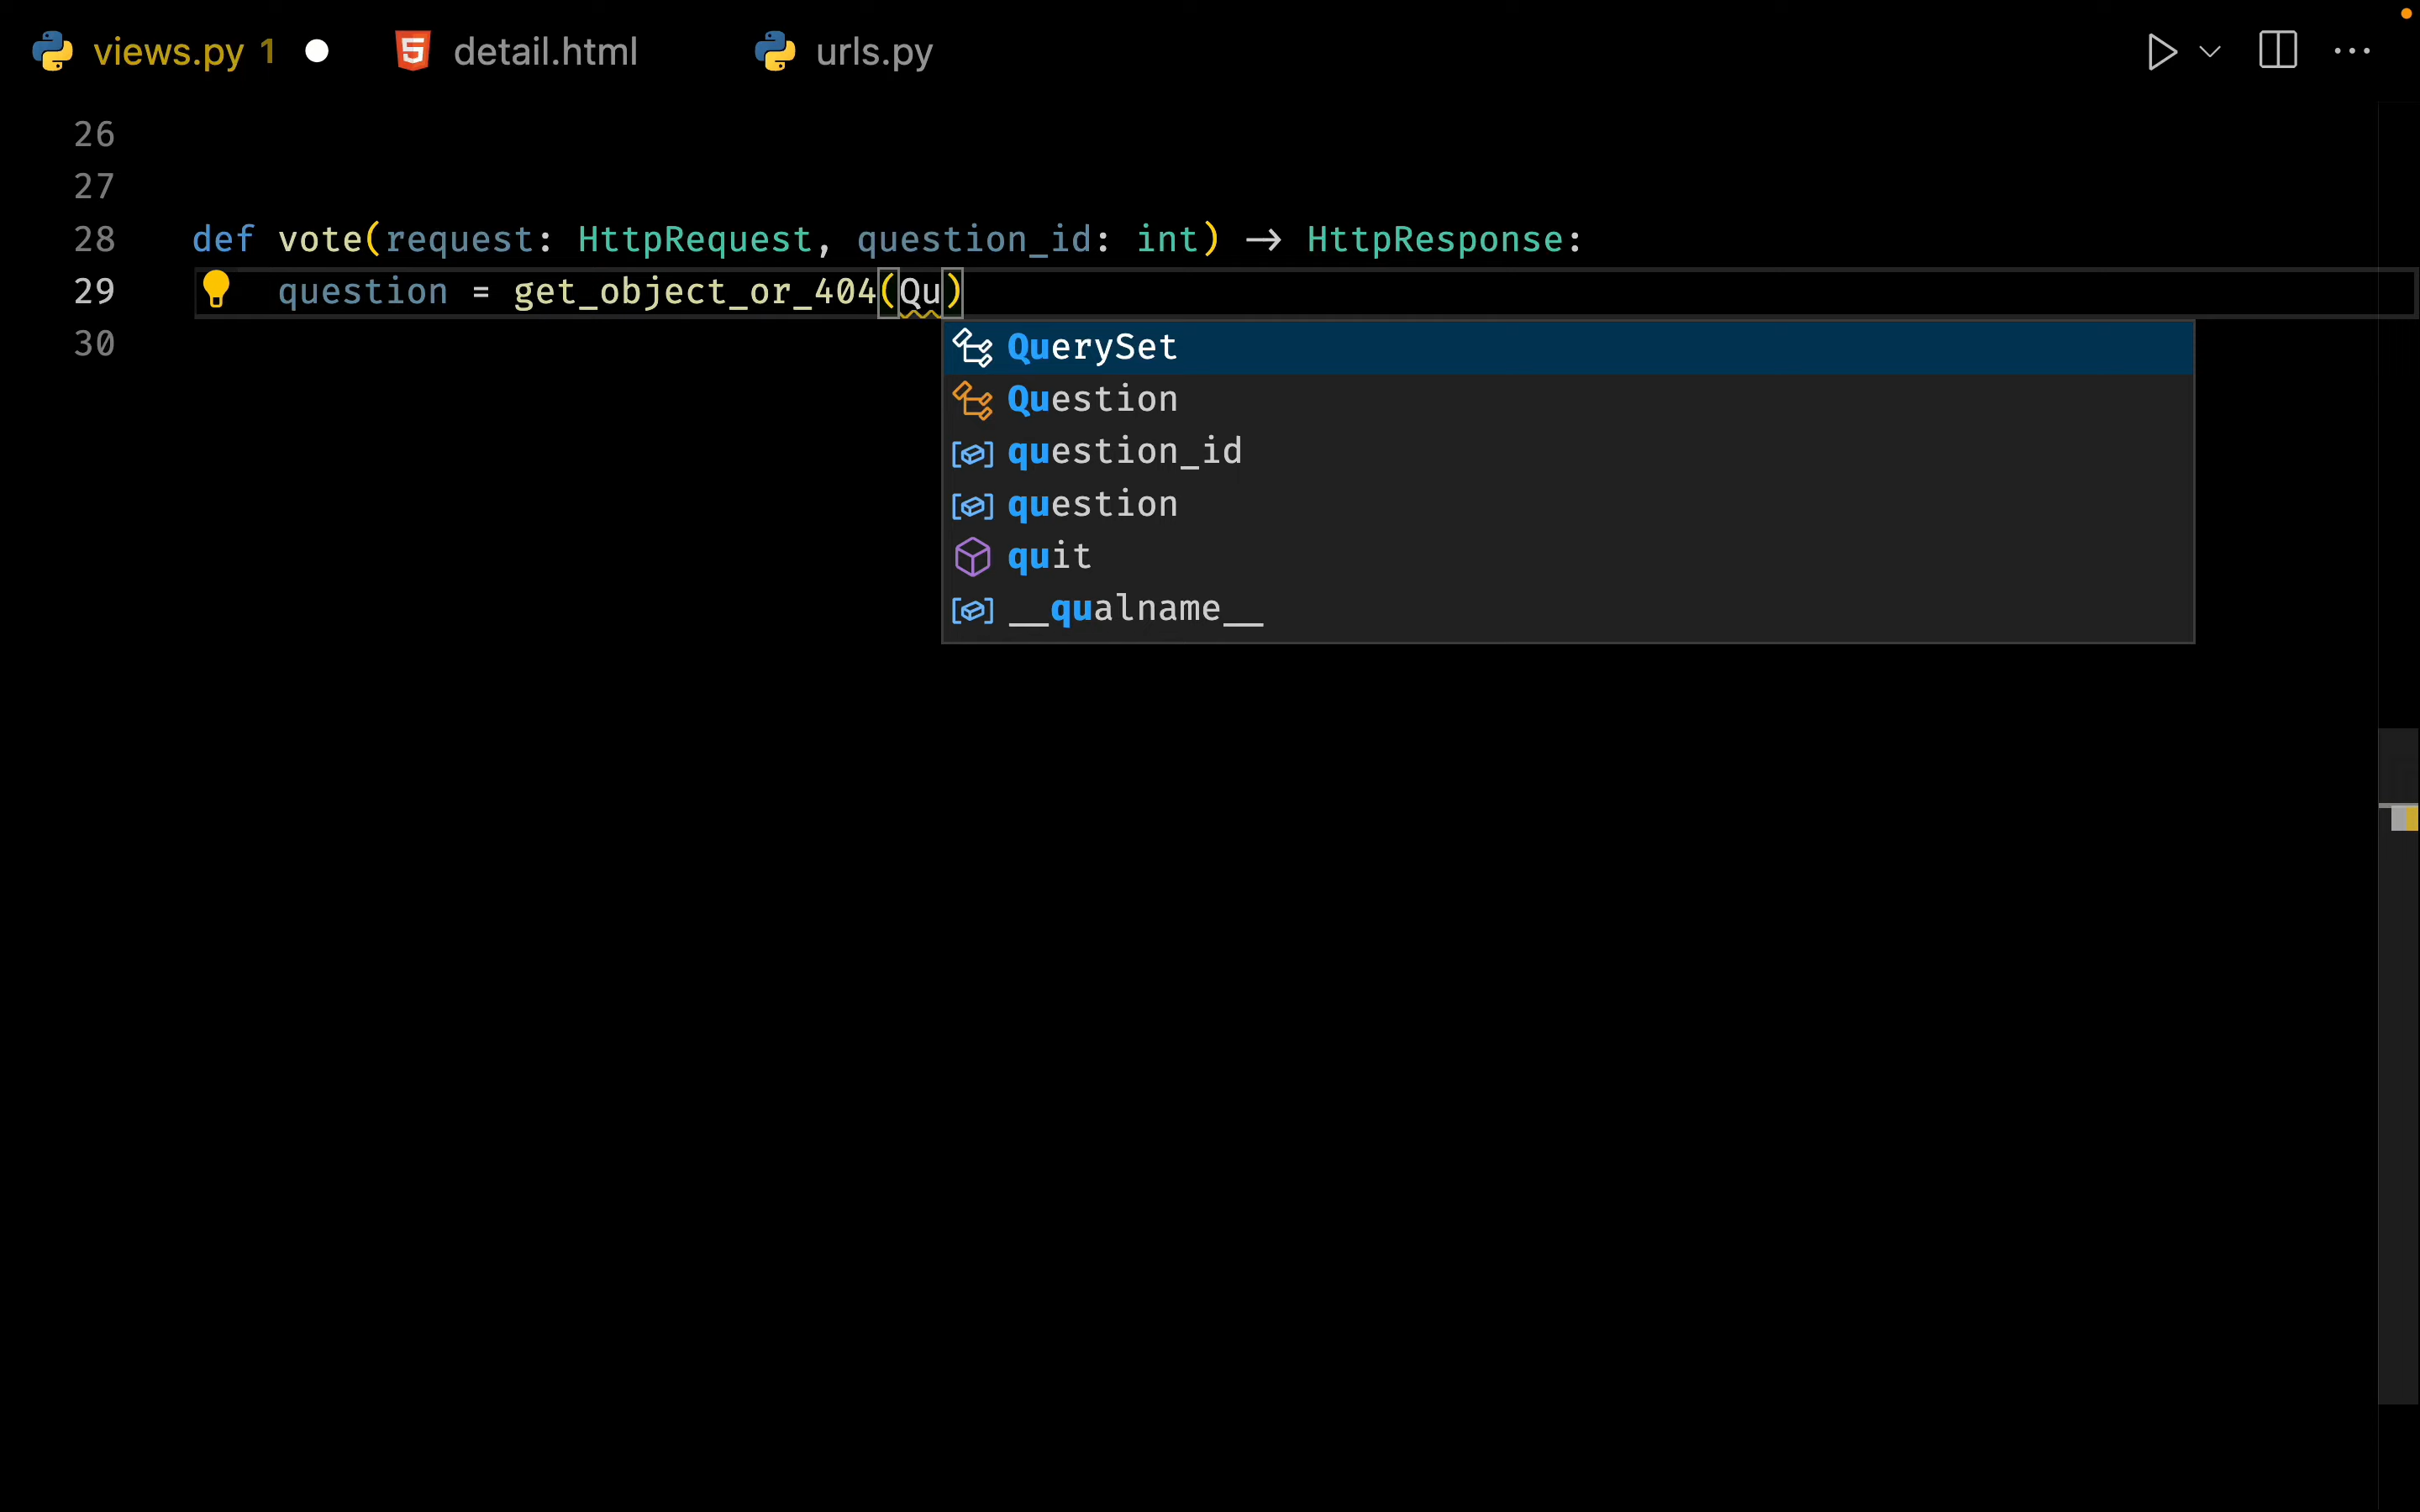 views.py 1 detail.html urls.py
26
27
28 def vote(request: HttpRequest, question_id: int) → HttpResponse:
29 question = get_object_or_404(Qu)
30
QuerySet
Question
question_id
question
quit
__qualname__